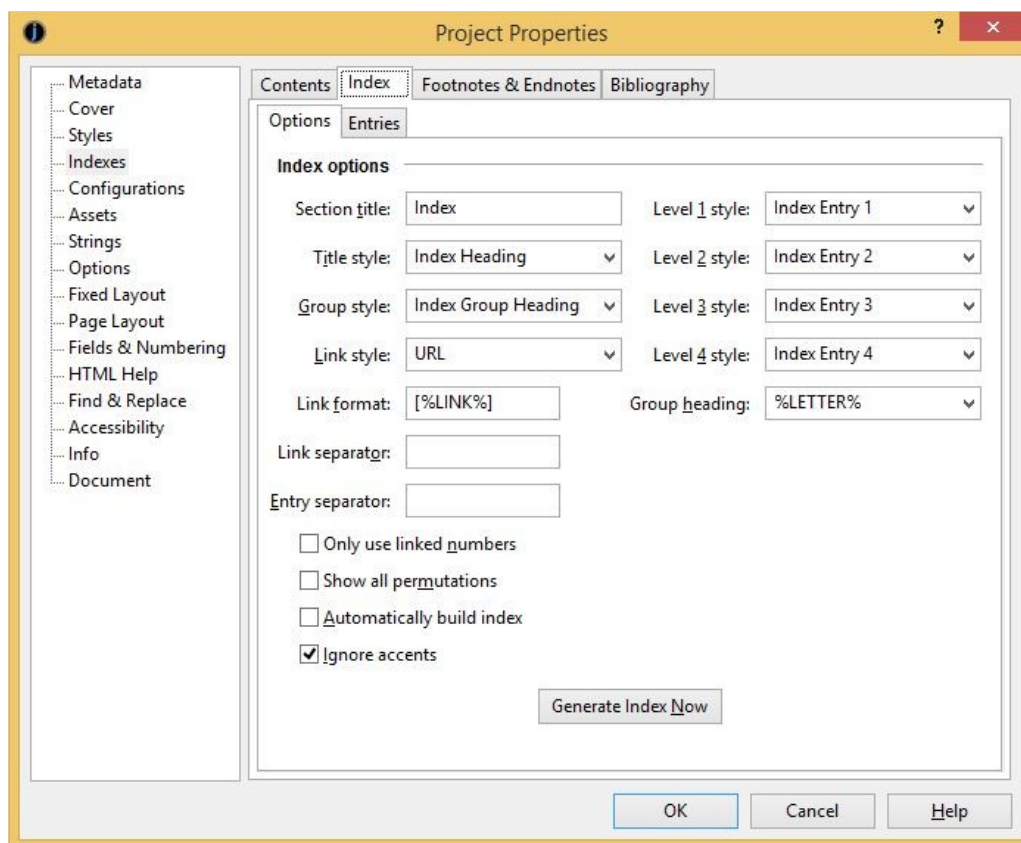 j
Project Properties
?
×
Metadata
Cover
Styles
Indexes
Configurations
Assets
Strings
Options
Fixed Layout
Page Layout
Fields & Numbering
HTML Help
Find & Replace
Accessibility
Info
Document
Contents Index Footnotes & Endnotes Bibliography
Options Entries
Index options
Section title: Index Level 1 style: Index Entry 1
Title style: Index Heading Level 2 style: Index Entry 2
Group style: Index Group Heading Level 3 style: Index Entry 3
Link style: URL Level 4 style: Index Entry 4
Link format: [%LINK%] Group heading: %LETTER%
Link separator:
Entry separator:
Only use linked numbers
Show all permutations
Automatically build index
Ignore accents
Generate Index Now
OK Cancel Help